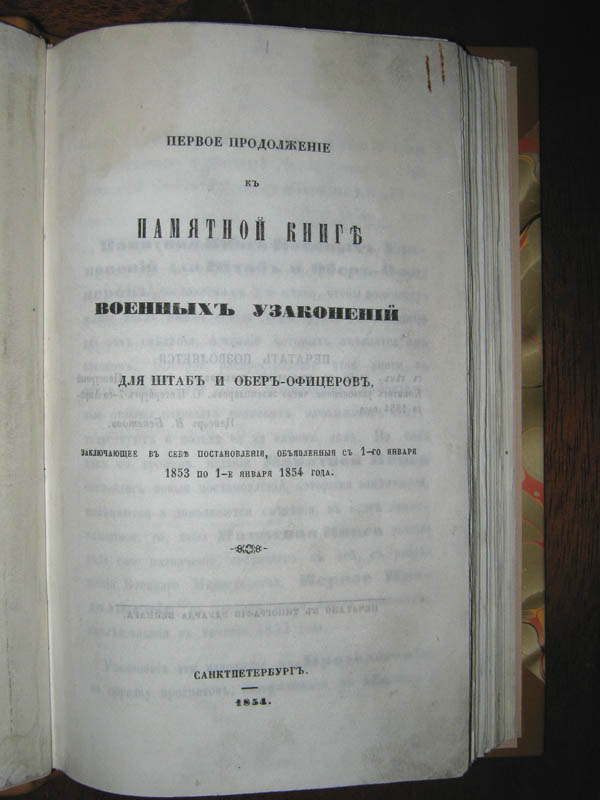 ПЕРВОЕ ПРОДОЛЖЕНІЕ
КЪ
ПАМЯТНОЙ КНИГѢ
ВОЕННЫХЪ УЗАКОНЕНІЙ
ДЛЯ ШТАБЪ И ОБЕРЪ-ОФИЦЕРОВЪ,
ЗАКЛЮЧАЮЩЕЕ ВЪ СЕБѢ ПОСТАНОВЛЕНІЯ, ОБЪЯВЛЕННЫЯ СЪ 1-ГО ЯНВАРЯ
1853 ПО 1-Е ЯНВАРЯ 1854 ГОДА.
САНКТПЕТЕРБУРГЪ.
1854.